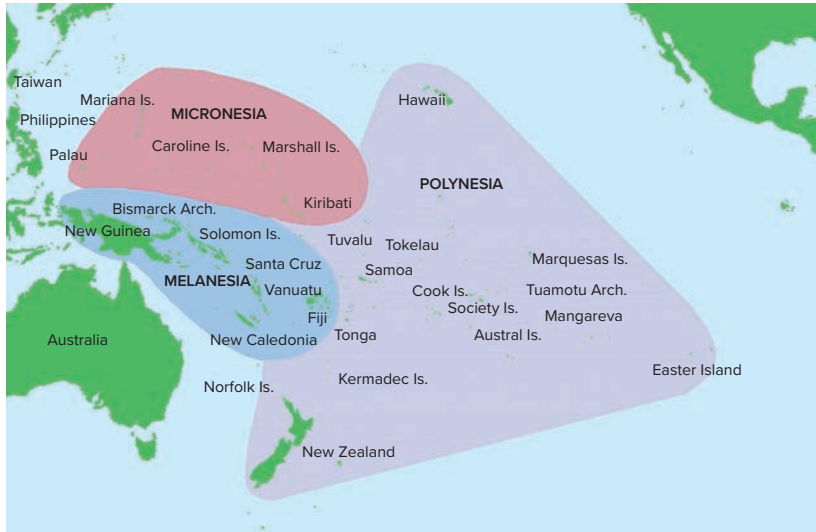 Taiwan
Mariana Is.
Hawaii
Philippines
MICRONESIA
Palau
Caroline Is.
Marshall Is.
POLYNESIA
Kiribati
Bismarck Arch.
New Guinea
Solomon Is.
Tuvalu
Tokelau
Santa Cruz
Samoa
Marquesas Is.
MELANESIA
Vanuatu
Cook Is.
Tuamotu Arch.
Society Is.
Fiji
Mangareva
Australia
New Caledonia
Tonga
Austral Is.
Easter Island
Norfolk Is.
Kermadec Is.
New Zealand